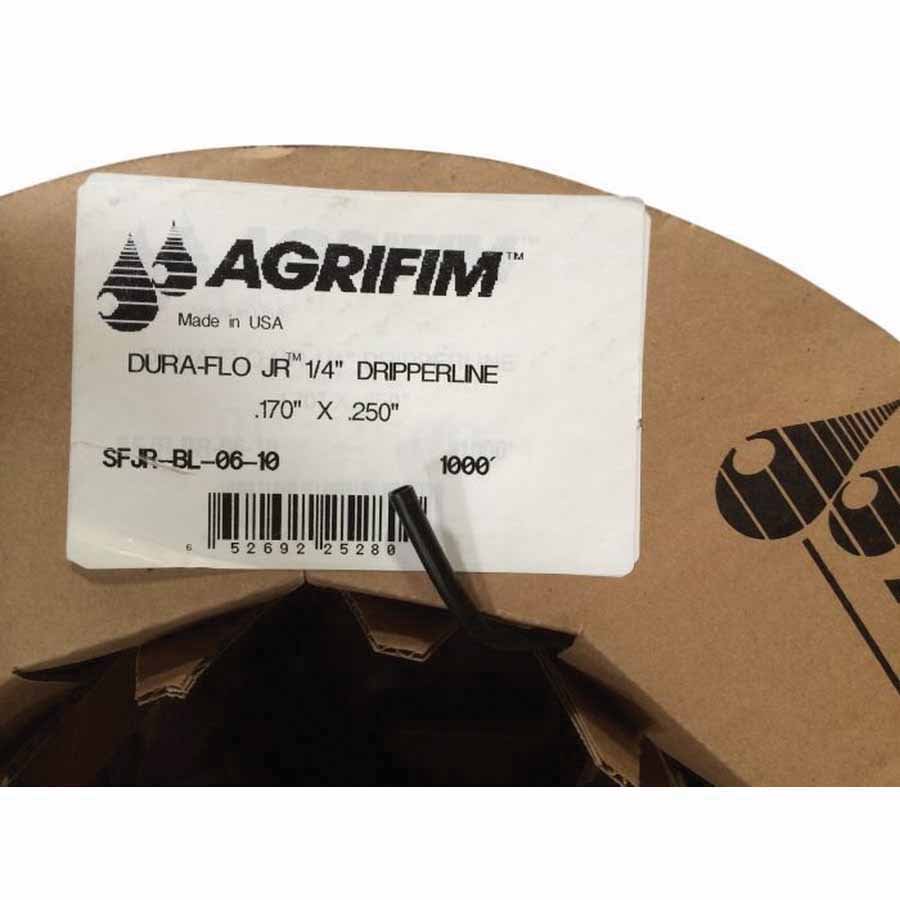 AGRIFIM™
Made in USA
DURA-FLO JR™ 1/4" DRIPPERLINE
.170" X .250"
SFJR-BL-06-10 1000'
6 52692 25280